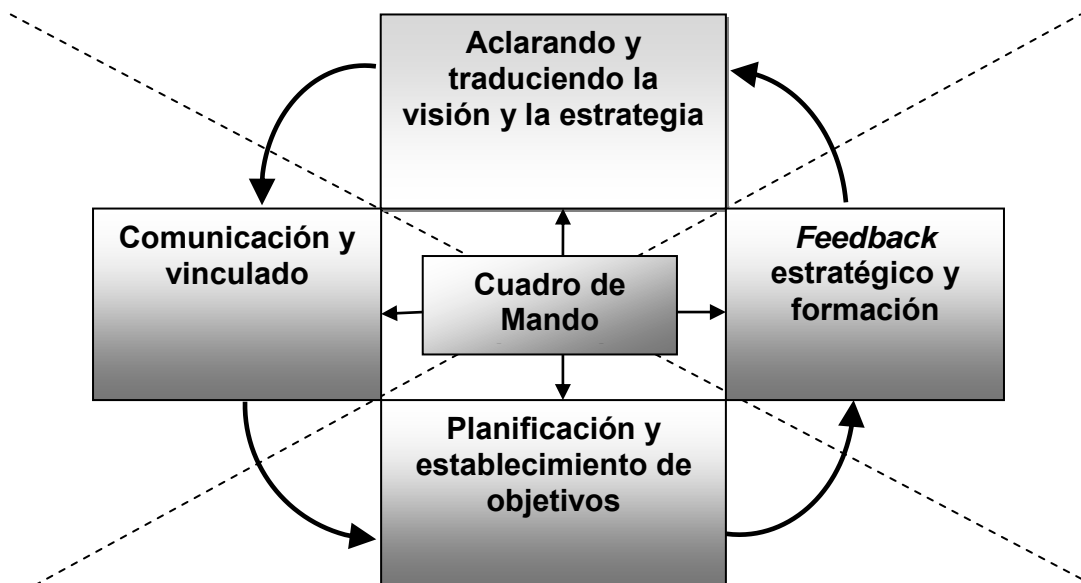 Aclarando y
traduciendo la
visión y la estrategia
Comunicación y
vinculado
Cuadro de
Mando
Feedback
estratégico y
formación
Planificación y
establecimiento de
objetivos